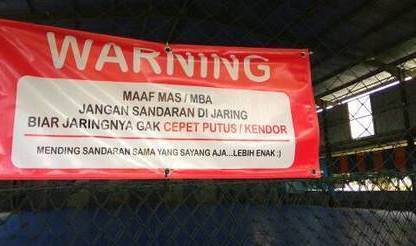 WARNING
MAAF MAS / MBA
JANGAN SANDARAN DI JARING
BIAR JARINGNYA GAK CEPET PUTUS / KENDOR
MENDING SANDARAN SAMA YANG SAYANG AJA...LEBIH ENAK :)